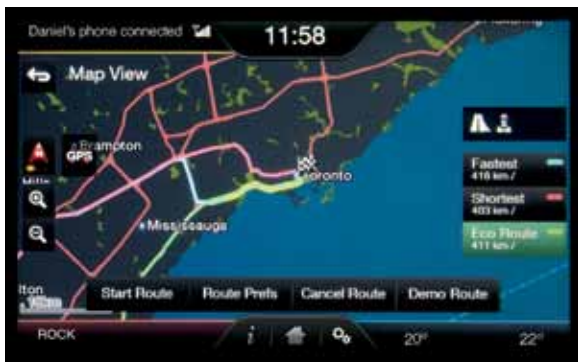 Daniel's phone connected
11:58
Map View
Brampton
GPS
Toronto
Mississauga
Fastest
416 km /
Shortest
403 km /
Eco Route
411 km /
Start Route
Route Prefs
Cancel Route
Demo Route
ROCK
i
20°
22°